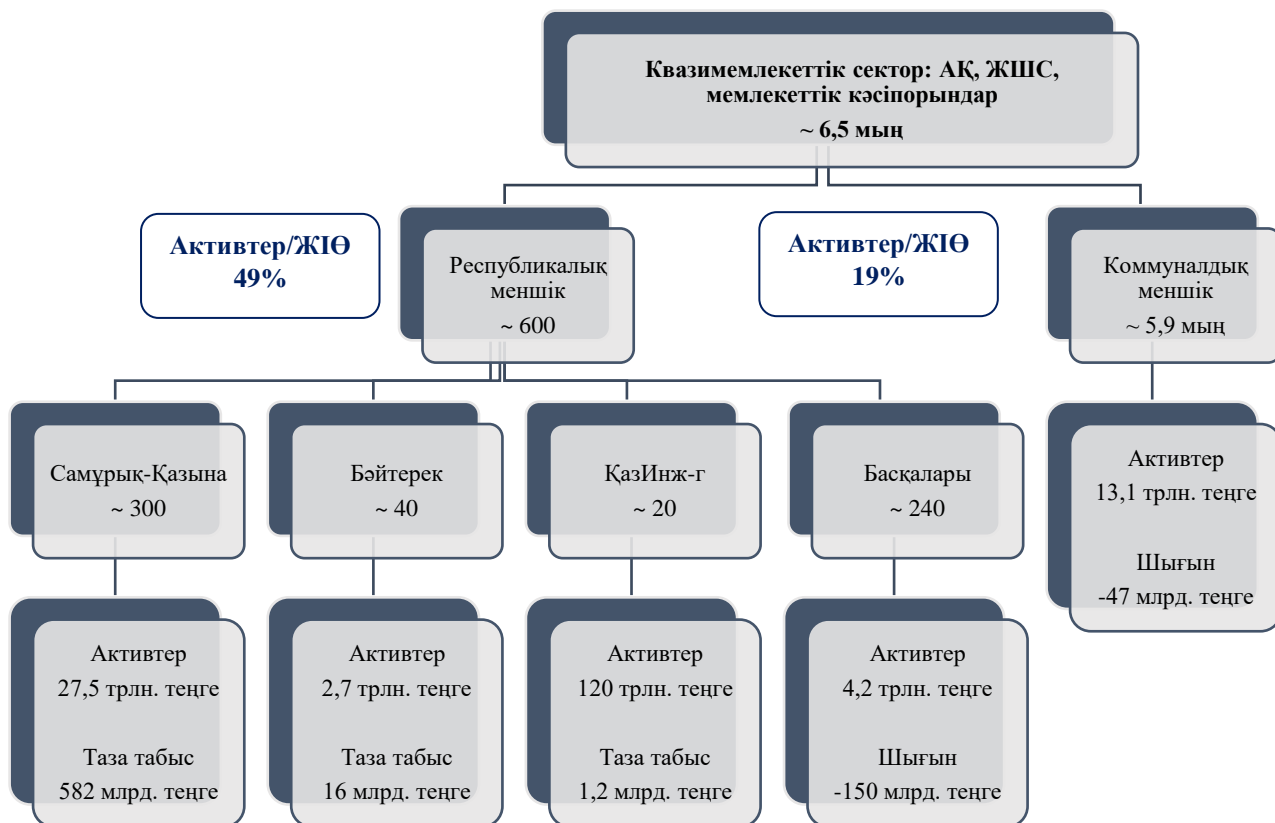 Квазимемлекеттік сектор: АҚ, ЖШС,
мемлекеттік кәсіпорындар
~ 6,5 мың
Активтер/ЖІӨ
49%
Республикалық
меншік
~ 600
Активтер/ЖІӨ
19%
Коммуналдық
меншік
~ 5,9 мың
Самұрық-Қазына
~ 300
Бәйтерек
~ 40
ҚазИнж-г
~ 20
Басқалары
~ 240
Активтер
13,1 трлн. теңге
Шығын
-47 млрд. теңге
Активтер
27,5 трлн. теңге
Таза табыс
582 млрд. теңге
Активтер
2,7 трлн. теңге
Таза табыс
16 млрд. теңге
Активтер
120 трлн. теңге
Таза табыс
1,2 млрд. теңге
Активтер
4,2 трлн. теңге
Шығын
-150 млрд. теңге